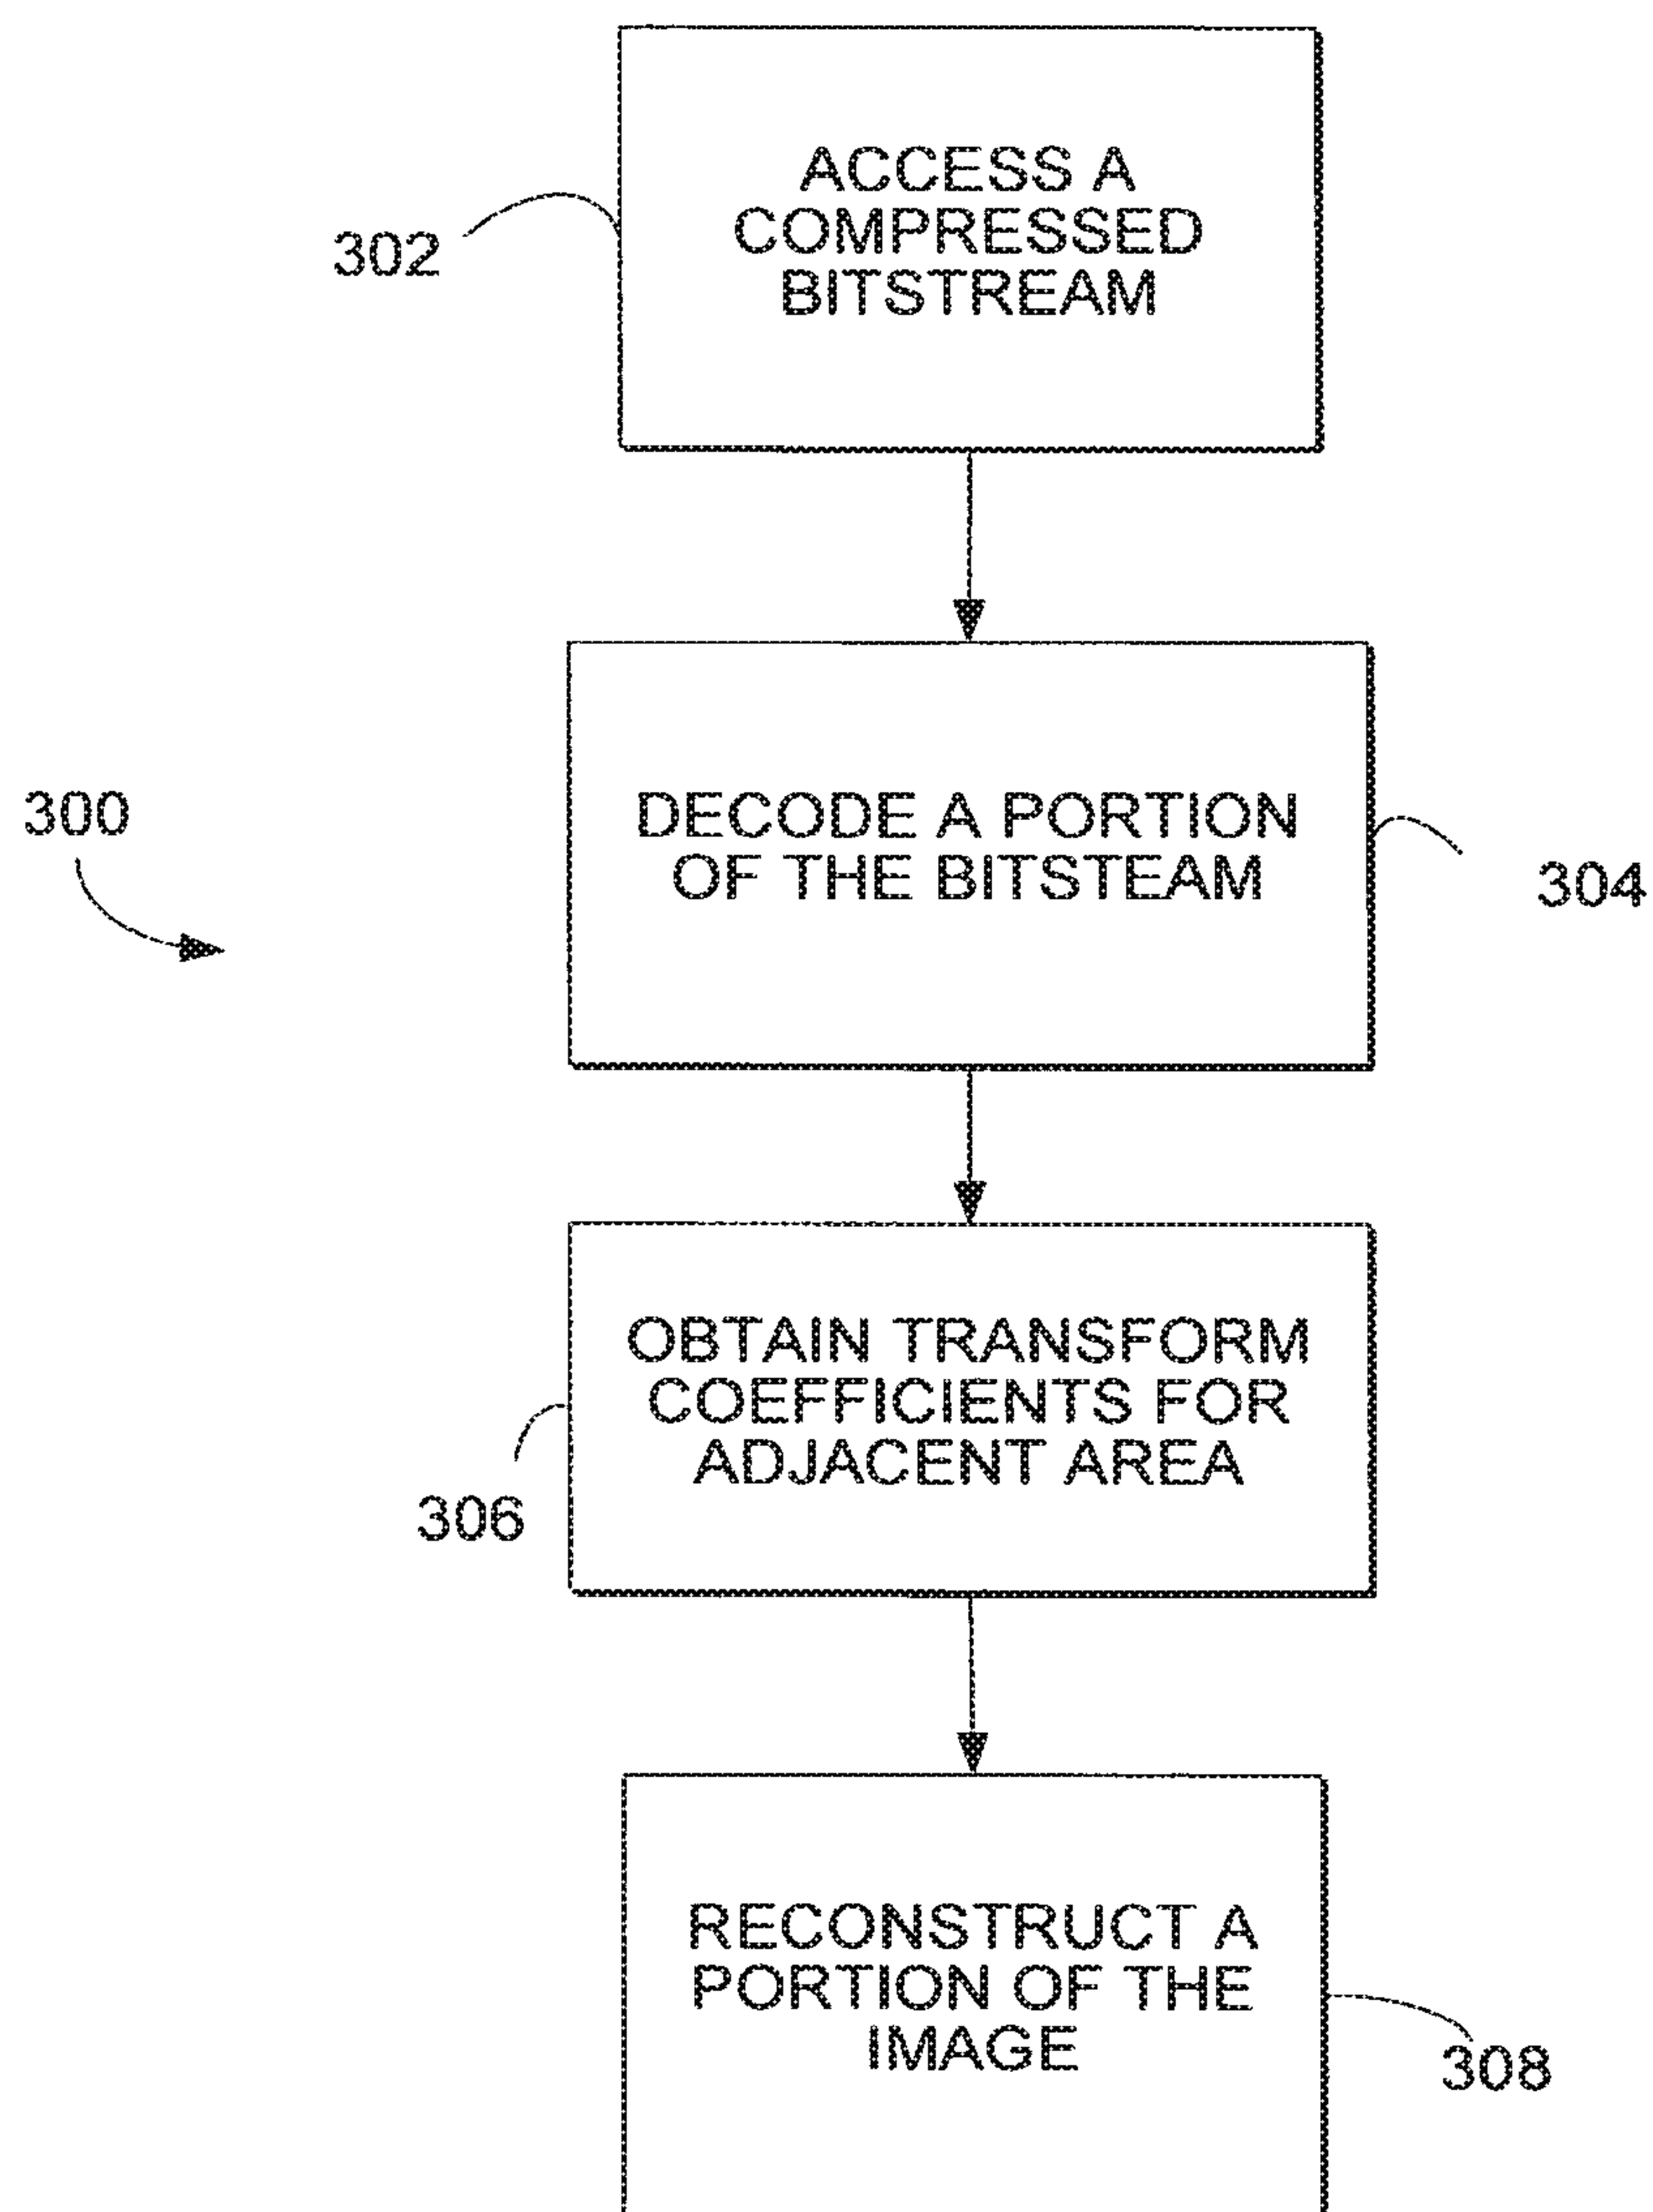 ACCESS A
COMPRESSED
BITSTREAM
302
DECODE A PORTION
OF THE BITSTEAM
300
304
OBTAIN TRANSFORM
COEFFICIENTS FOR
ADJACENT AREA
306
RECONSTRUCT A
PORTION OF THE
IMAGE
308